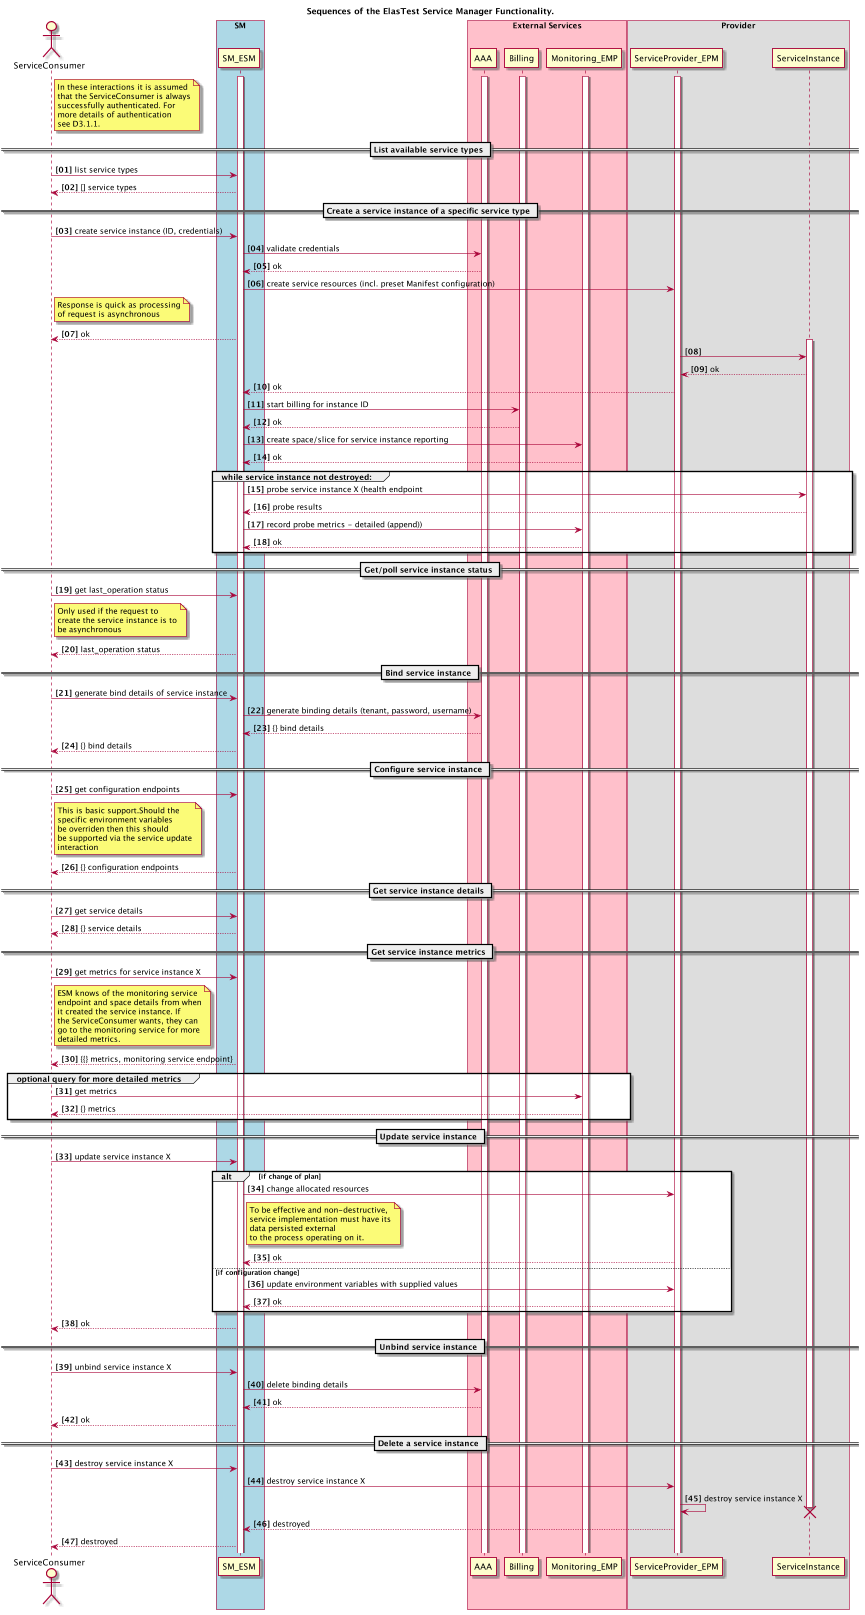 Sequences of the ElasTest Service Manager Functionality.
SM
External Services
Provider
ServiceConsumer
SM_ESM
AAA
Billing
Monitoring_EMP
ServiceProvider_EPM
ServiceInstance
In these interactions it is assumed
that the ServiceConsumer is always
successfully authenticated. For
more details of authentication
see D3.1.1.
List available service types
[01] list service types
[02] [] service types
Create a service instance of a specific service type
[03] create service instance (ID, credentials)
[04] validate credentials
[05] ok
[06] create service resources (incl. preset Manifest configuration)
Response is quick as processing
of request is asynchronous
[07] ok
[08]
[09] ok
[10] ok
[11] start billing for instance ID
[12] ok
[13] create space/slice for service instance reporting
[14] ok
while service instance not destroyed:
[15] probe service instance X (health endpoint
[16] probe results
[17] record probe metrics - detailed (append))
[18] ok
Get/poll service instance status
[19] get last_operation status
Only used if the request to
create the service instance is to
be asynchronous
[20] last_operation status
Bind service instance
[21] generate bind details of service instance
[22] generate binding details (tenant, password, username)
[23] {} bind details
[24] {} bind details
Configure service instance
[25] get configuration endpoints
This is basic support.Should the
specific environment variables
be overriden then this should
be supported via the service update
interaction
[26] {} configuration endpoints
Get service instance details
[27] get service details
[28] {} service details
Get service instance metrics
[29] get metrics for service instance X
ESM knows of the monitoring service
endpoint and space details from when
it created the service instance. If
the ServiceConsumer wants, they can
go to the monitoring service for more
detailed metrics.
[30] ({} metrics, monitoring service endpoint)
optional query for more detailed metrics
[31] get metrics
[32] {} metrics
Update service instance
[33] update service instance X
alt [if change of plan]
[34] change allocated resources
To be effective and non-destructive,
service implementation must have its
data persisted external
to the process operating on it.
[35] ok
[if configuration change]
[36] update environment variables with supplied values
[37] ok
[38] ok
Unbind service instance
[39] unbind service instance X
[40] delete binding details
[41] ok
[42] ok
Delete a service instance
[43] destroy service instance X
[44] destroy service instance X
[45] destroy service instance X
[46] destroyed
[47] destroyed
ServiceConsumer
SM_ESM
AAA
Billing
Monitoring_EMP
ServiceProvider_EPM
ServiceInstance